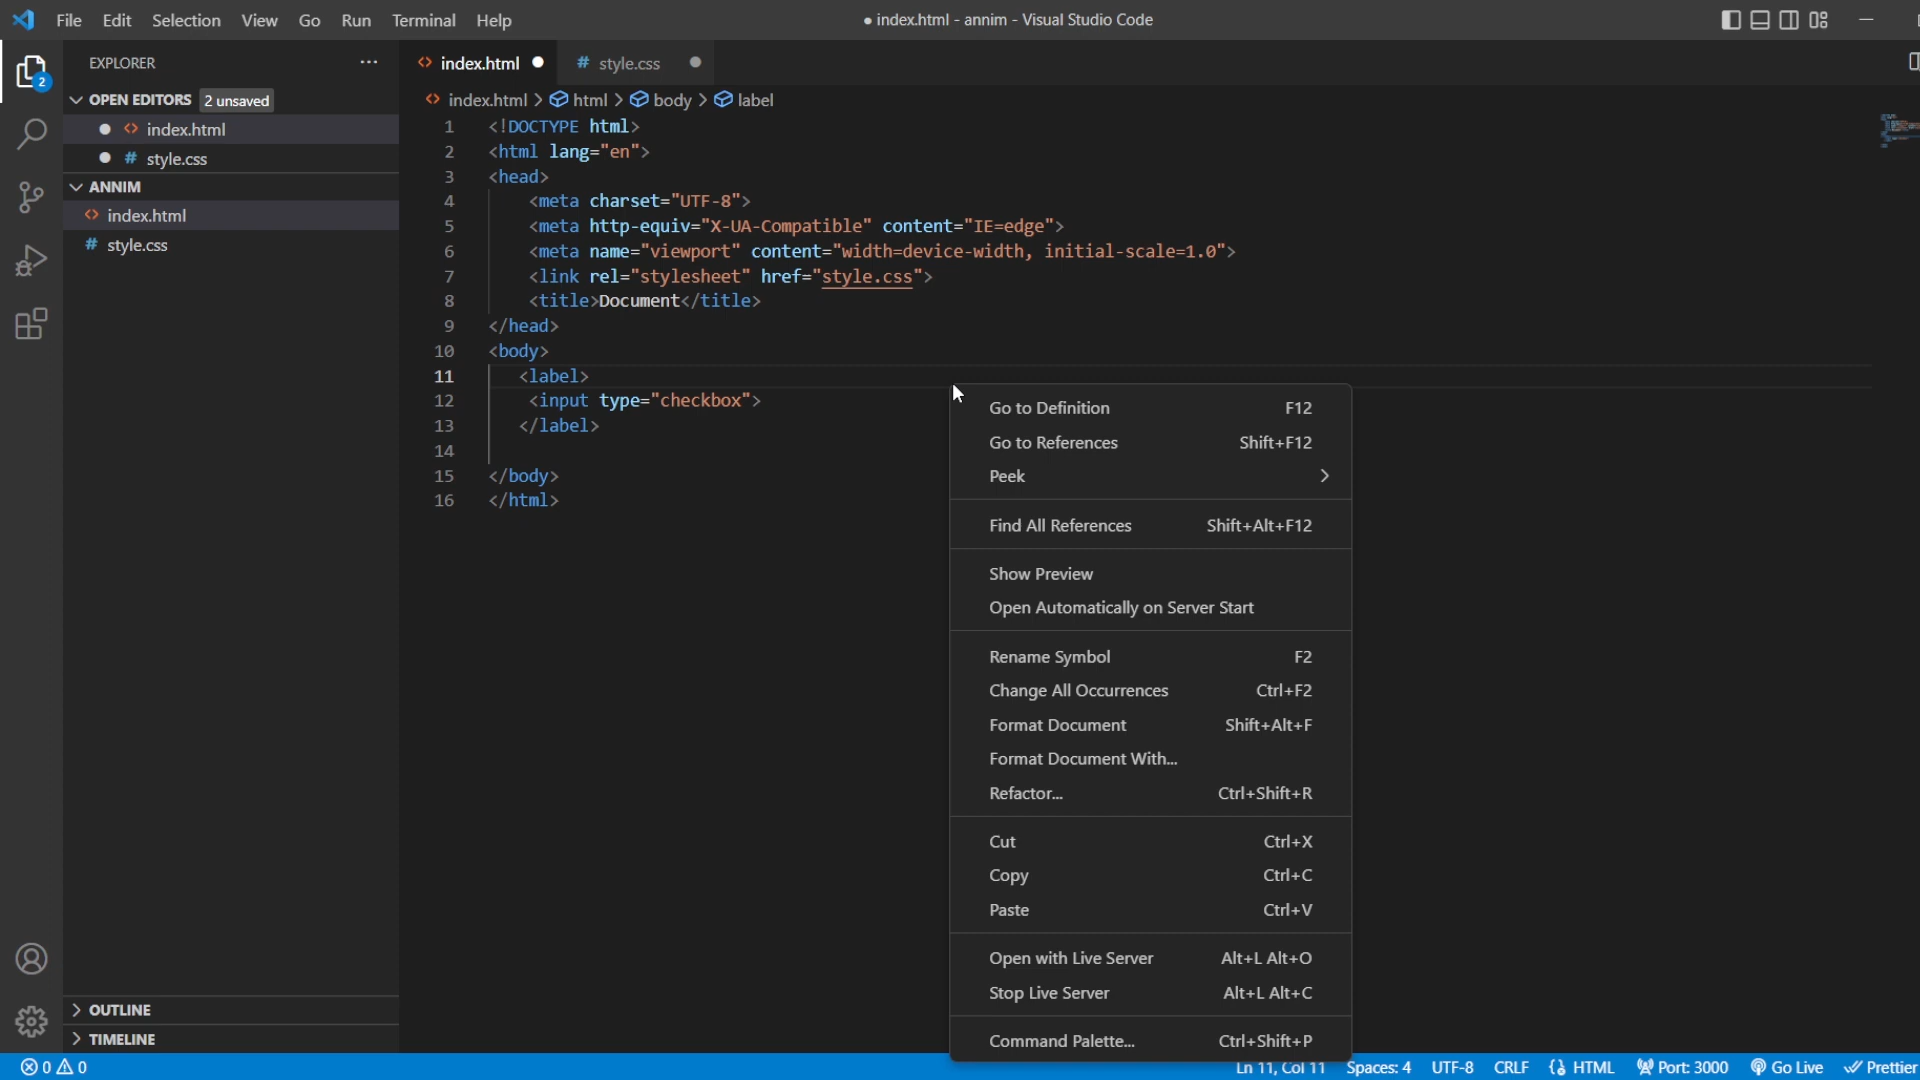 File Edit Selection View Go Run Terminal Help
● index.html - annim - Visual Studio Code
2
EXPLORER
OPEN EDITORS 2 unsaved
index.html
# style.css
ANNIM
index.html
# style.css
OUTLINE
TIMELINE
index.html
# style.css
index.html > html > body > label
1 <!DOCTYPE html>
2 <html lang="en">
3 <head>
4 <meta charset="UTF-8">
5 <meta http-equiv="X-UA-Compatible" content="IE=edge">
6 <meta name="viewport" content="width=device-width, initial-scale=1.0">
7 <link rel="stylesheet" href="style.css">
8 <title>Document</title>
9 </head>
10 <body>
11 <label>
12 <input type="checkbox">
13 </label>
14
15 </body>
16 </html>
Go to Definition F12
Go to References Shift+F12
Peek
Find All References Shift+Alt+F12
Show Preview
Open Automatically on Server Start
Rename Symbol F2
Change All Occurrences Ctrl+F2
Format Document Shift+Alt+F
Format Document With...
Refactor... Ctrl+Shift+R
Cut Ctrl+X
Copy Ctrl+C
Paste Ctrl+V
Open with Live Server Alt+L Alt+O
Stop Live Server Alt+L Alt+C
Command Palette... Ctrl+Shift+P
0 0 Ln 11, Col 11 Spaces: 4 UTF-8 CRLF HTML Port: 3000 Go Live Prettier